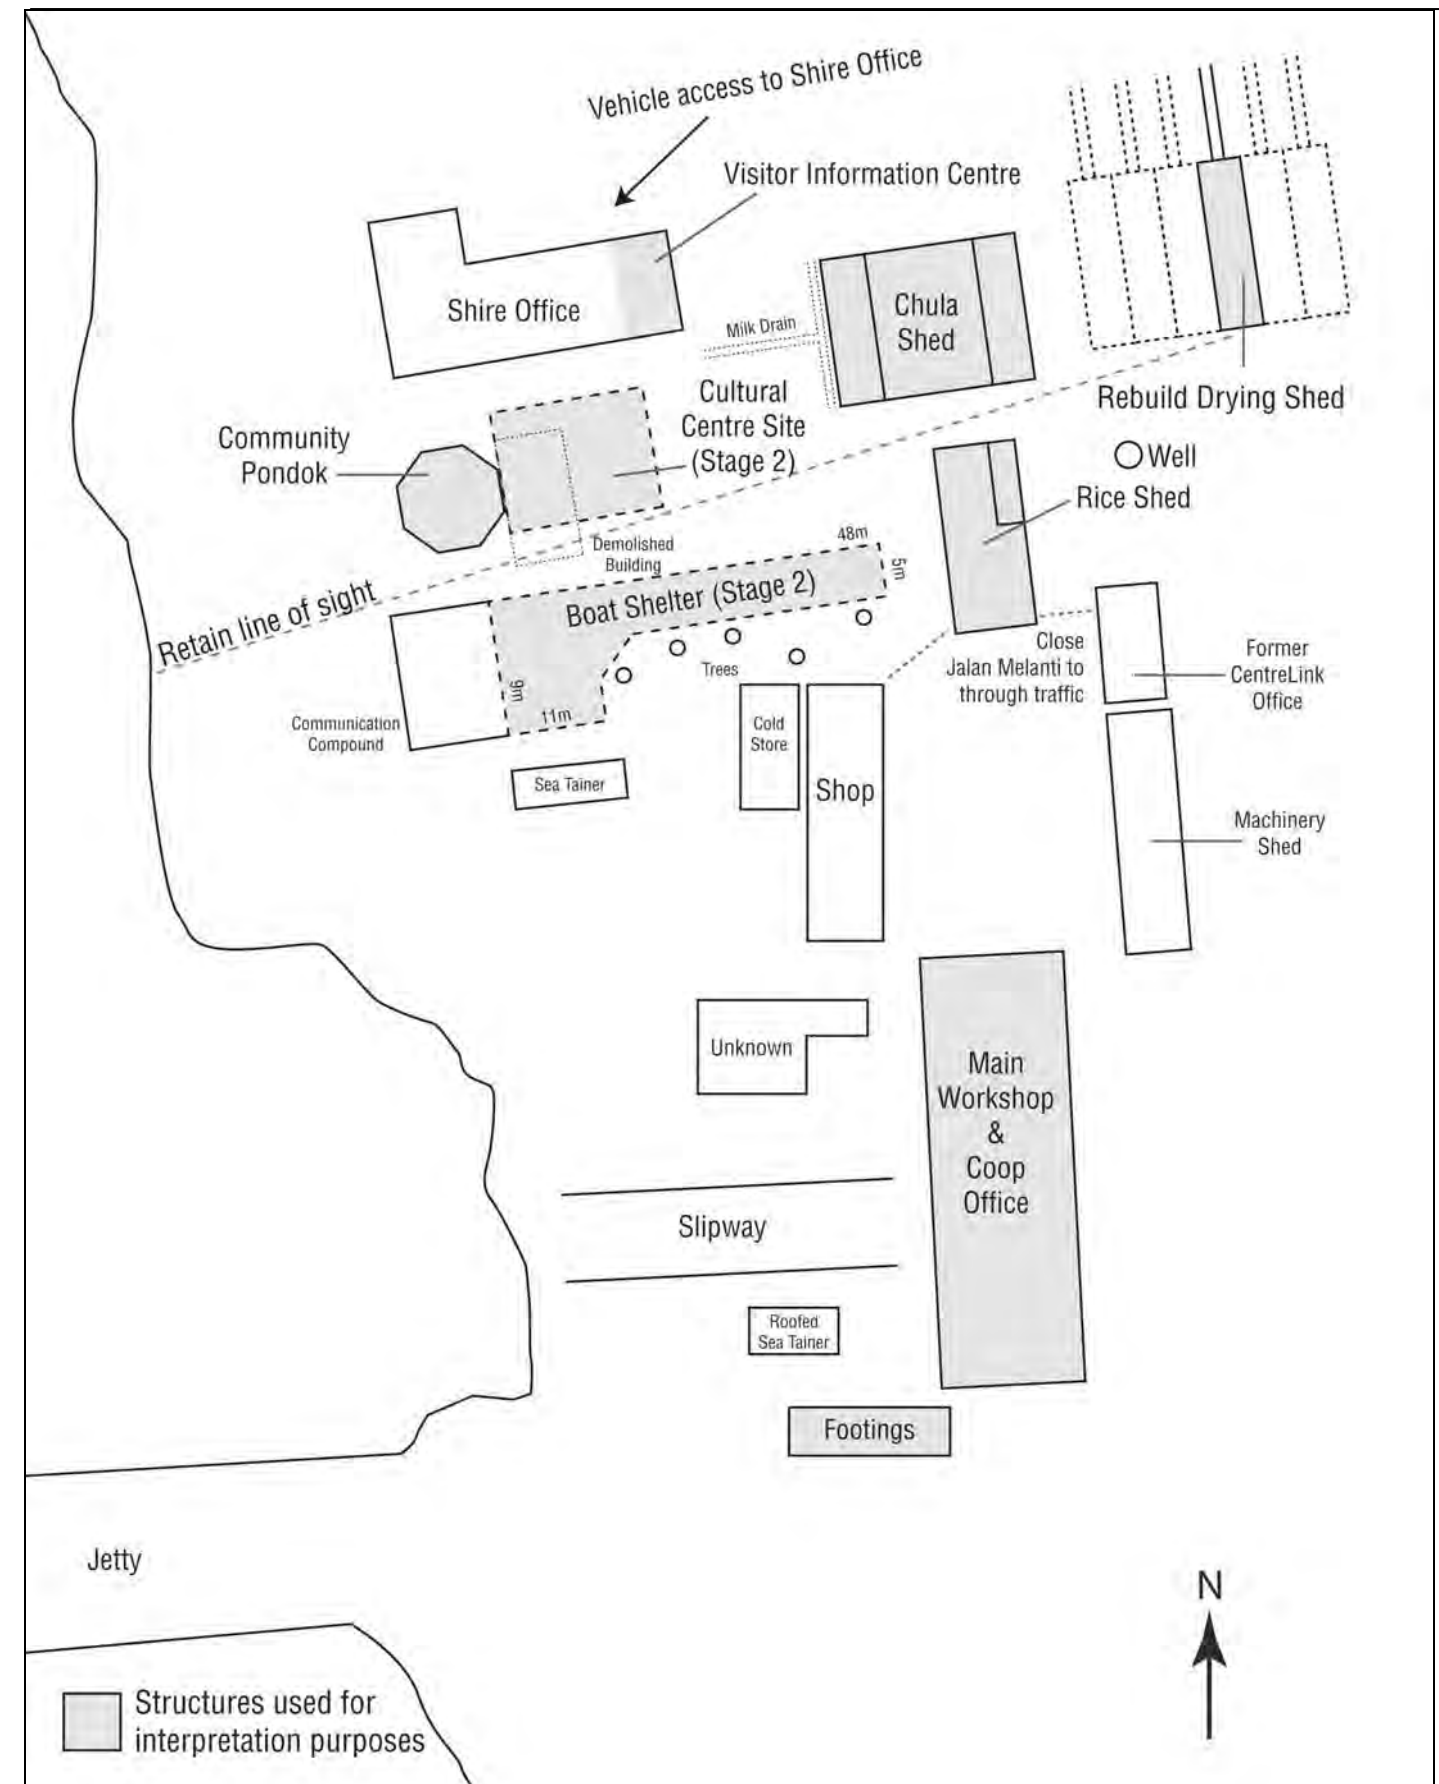 Vehicle access to Shire Office
Visitor Information Centre
Shire Office
Milk Drain
Chula
Shed
Rebuild Drying Shed
Cultural
Centre Site
(Stage 2)
Community
Pondok
Well
Rice Shed
Demolished
Building
48m
5m
Boat Shelter (Stage 2)
Retain line of sight
9m
11m
Trees
Close
Jalan Melanti to
through traffic
Former
CentreLink
Office
Communication
Compound
Cold
Store
Sea Tainer
Shop
Machinery
Shed
Unknown
Main
Workshop
&
Coop
Office
Slipway
Roofed
Sea Tainer
Footings
Jetty
N
Structures used for
interpretation purposes